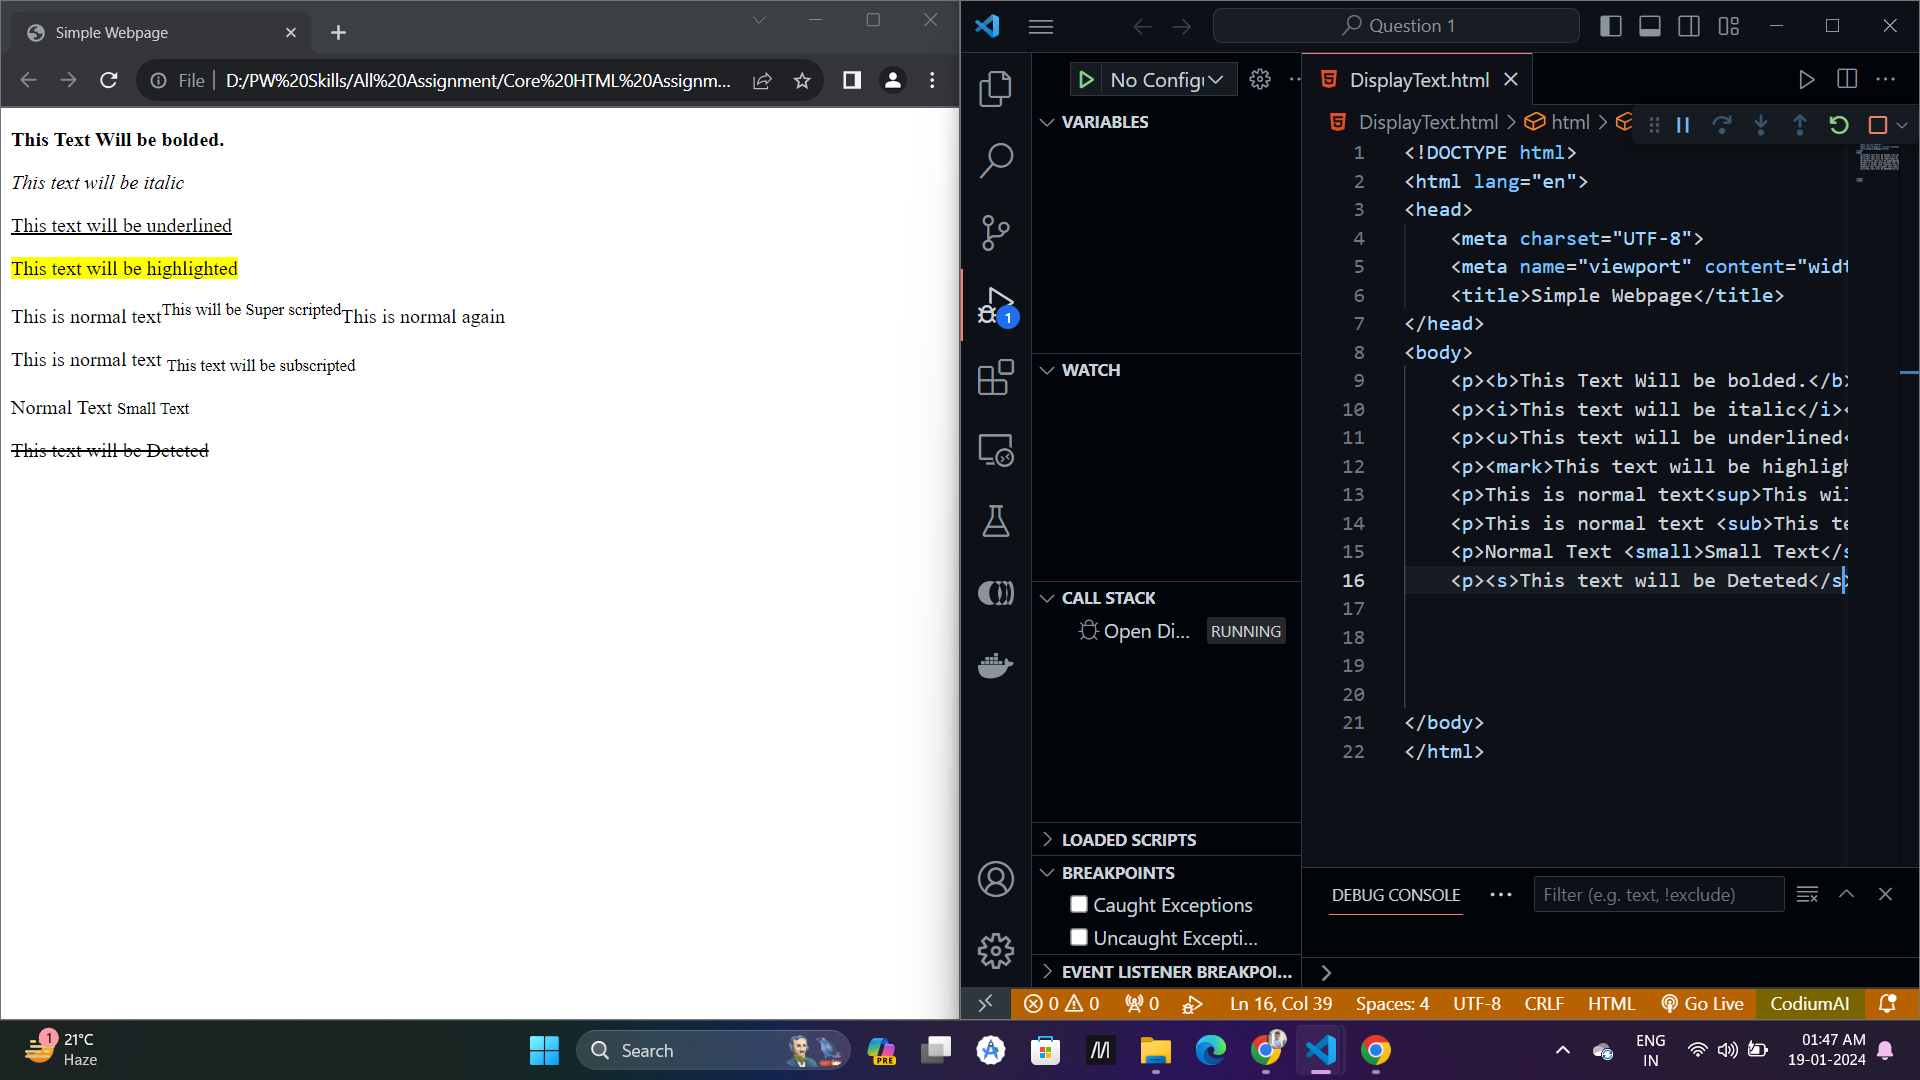 Simple Webpage
File
D:/PW%20Skills/All%20Assignment/Core%20HTML%20Assignm...
This Text Will be bolded.
This text will be italic
This text will be underlined
This text will be highlighted
This is normal textThis will be Super scriptedThis is normal again
This is normal text This text will be subscripted
Normal Text Small Text
This text will be Deteted
Question 1
No Config
VARIABLES
1
WATCH
CALL STACK
Open Di...
RUNNING
LOADED SCRIPTS
BREAKPOINTS
Caught Exceptions
Uncaught Excepti...
EVENT LISTENER BREAKPOI...
DisplayText.html
DisplayText.html > html >
1 <!DOCTYPE html>
2 <html lang="en">
3 <head>
4 <meta charset="UTF-8">
5 <meta name="viewport" content="widt
6 <title>Simple Webpage</title>
7 </head>
8 <body>
9 <p><b>This Text Will be bolded.</b>
10 <p><i>This text will be italic</i><
11 <p><u>This text will be underlined<
12 <p><mark>This text will be highligh
13 <p>This is normal text<sup>This wil
14 <p>This is normal text <sub>This te
15 <p>Normal Text <small>Small Text</s
16 <p><s>This text will be Deteted</s>
17
18
19
20
21 </body>
22 </html>
DEBUG CONSOLE
Filter (e.g. text, !exclude)
0 0 0
Ln 16, Col 39
Spaces: 4
UTF-8
CRLF
HTML
Go Live
CodiumAI
1
21°C
Haze
Search
PRE
ENG
IN
01:47 AM
19-01-2024